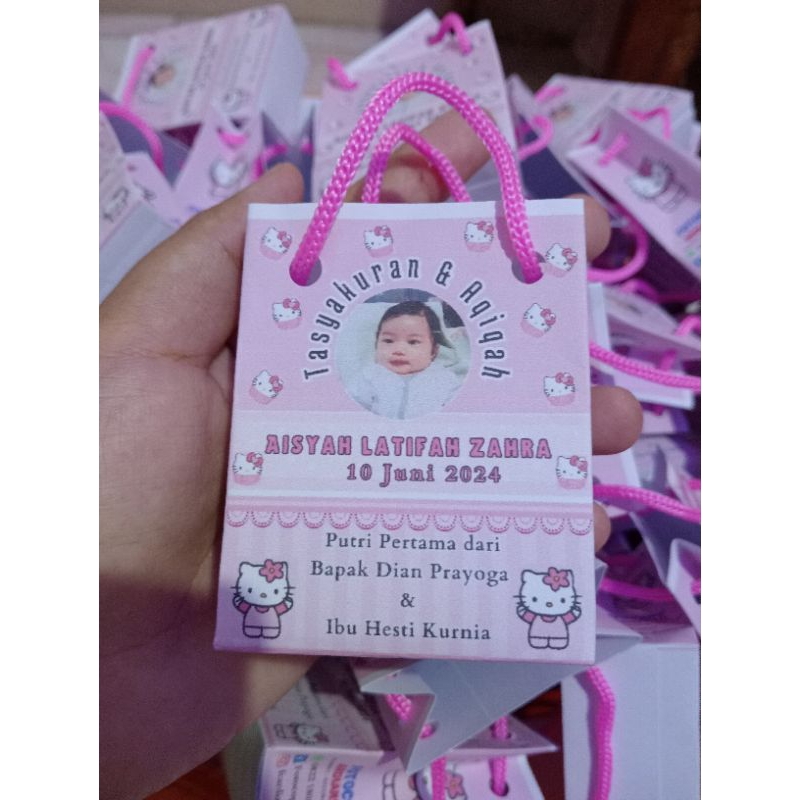 Tasyakuran & Aqiqah
AISYAH LATIFAH ZAHRA
10 Juni 2024
Putri Pertama dari
Bapak Dian Prayoga
&
Ibu Hesti Kurnia